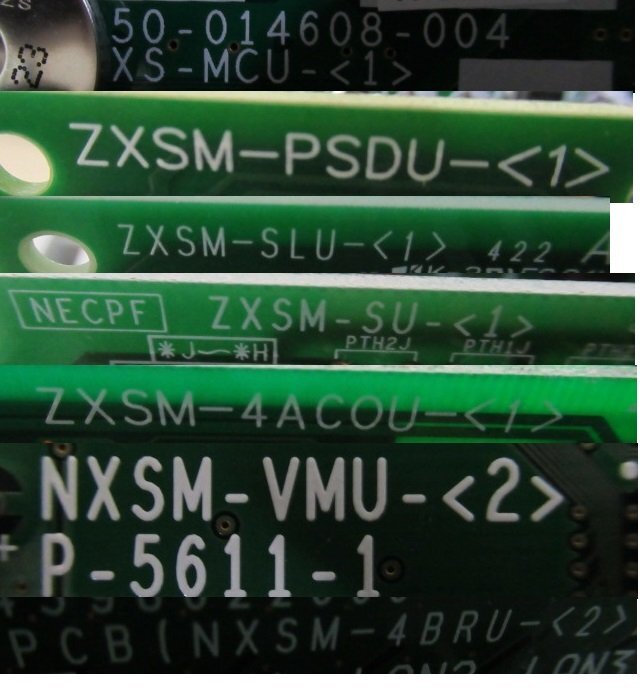 50-014608-004
XS-MCU-<1>
ZXSM-PSDU-<1>
ZXSM-SLU-<1> 422 A
NECPF ZXSM-SU-<1>
*J—*H PTH2J PTH1J
ZXSM-4ACOU-<1>
NXSM-VMU-<2>
P-5611-1
PCB(NXSM-4BRU-<2>
LON3